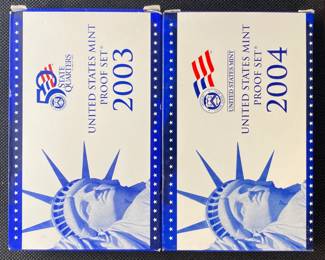 50
STATE
QUARTERS
UNITED STATES MINT
PROOF SET®
2003
UNITED STATES MINT
UNITED STATES MINT
PROOF SET®
2004